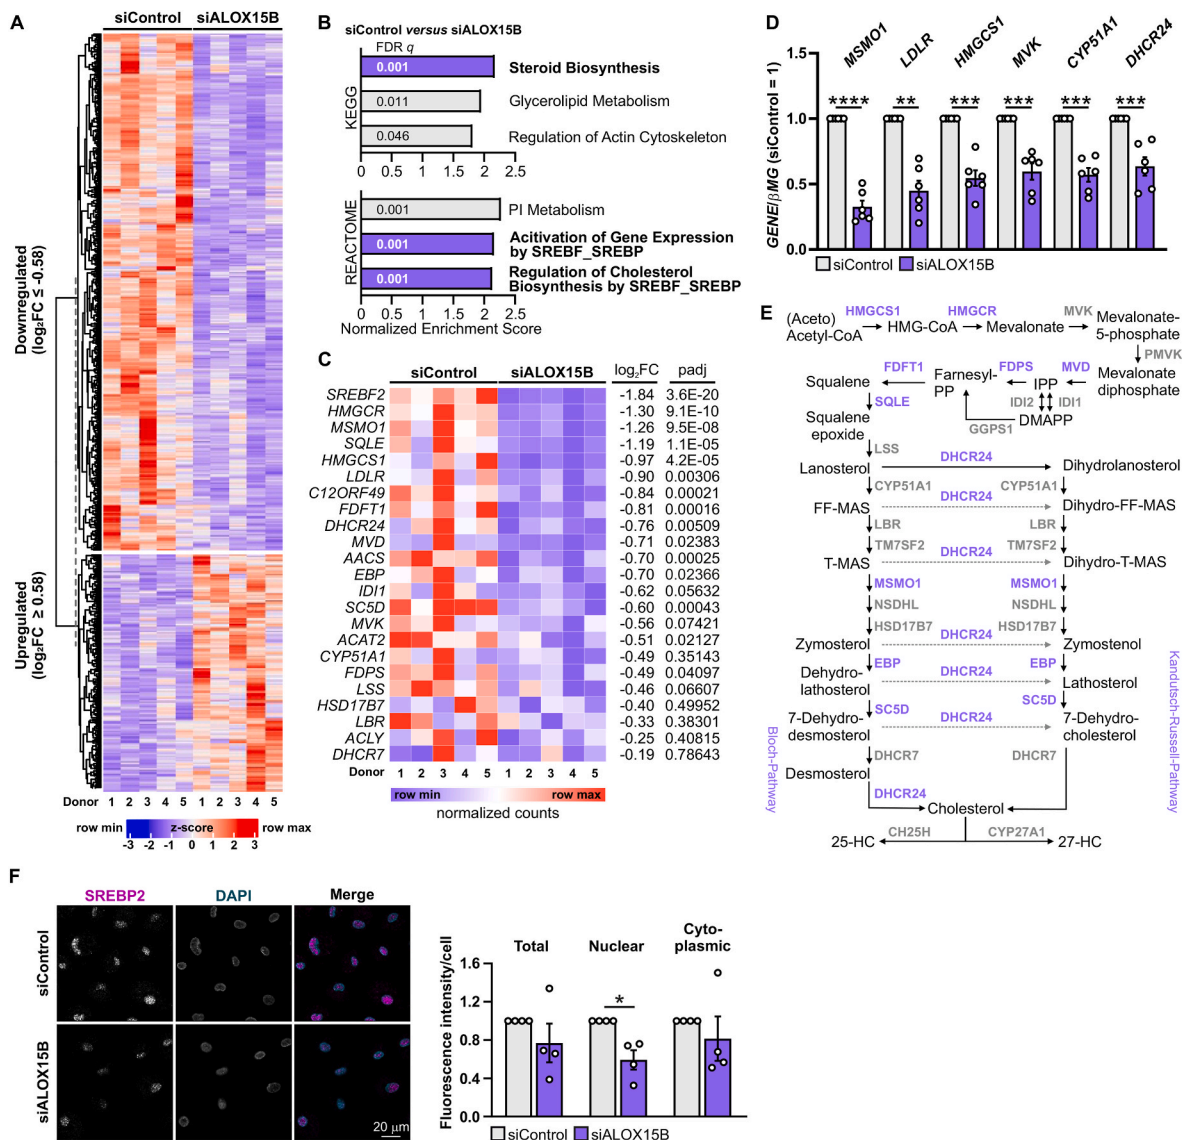 A
siControl siALOX15B
Downregulated
(log₂FC ≤ -0.58)
Upregulated
(log₂FC ≥ 0.58)
Donor 1 2 3 4 5 1 2 3 4 5
row min z-score row max
-3 -2 -1 0 1 2 3
B
siControl versus siALOX15B
FDR q
KEGG
0.001 Steroid Biosynthesis
0.011 Glycerolipid Metabolism
0.046 Regulation of Actin Cytoskeleton
0 0.5 1 1.5 2 2.5
REACTOME
0.001 PI Metabolism
0.001 Acitivation of Gene Expression
by SREBF_SREBP
0.001 Regulation of Cholesterol
Biosynthesis by SREBF_SREBP
0 0.5 1 1.5 2 2.5
Normalized Enrichment Score
C
siControl siALOX15B log₂FC padj
SREBF2 -1.84 3.6E-20
HMGCR -1.30 9.1E-10
MSMO1 -1.26 9.5E-08
SQLE -1.19 1.1E-05
HMGCS1 -0.97 4.2E-05
LDLR -0.90 0.00306
C12ORF49 -0.84 0.00021
FDFT1 -0.81 0.00016
DHCR24 -0.76 0.00509
MVD -0.71 0.02383
AACS -0.70 0.00025
EBP -0.70 0.02366
IDI1 -0.62 0.05632
SC5D -0.60 0.00043
MVK -0.56 0.07421
ACAT2 -0.51 0.02127
CYP51A1 -0.49 0.35143
FDPS -0.49 0.04097
LSS -0.46 0.06607
HSD17B7 -0.40 0.49952
LBR -0.33 0.38301
ACLY -0.25 0.40815
DHCR7 -0.19 0.78643
Donor 1 2 3 4 5 1 2 3 4 5
row min row max
normalized counts
D
MSMO1 LDLR HMGCS1 MVK CYP51A1 DHCR24
**** ** *** *** *** ***
GENE/βMG (siControl = 1)
1.5
1.0
0.5
0.0
siControl siALOX15B
E
(Aceto)
Acetyl-CoA
HMGCS1
HMG-CoA
HMGCR
Mevalonate
MVK
Mevalonate-
5-phosphate
PMVK
Mevalonate
diphosphate
MVD
IPP
IDI2 IDI1
DMAPP
FDPS
GGPS1
Farnesyl-
PP
FDFT1
Squalene
SQLE
Squalene
epoxide
LSS
Lanosterol DHCR24 Dihydrolanosterol
CYP51A1 CYP51A1
FF-MAS DHCR24 Dihydro-FF-MAS
LBR LBR
TM7SF2 TM7SF2
T-MAS DHCR24 Dihydro-T-MAS
MSMO1 MSMO1
NSDHL NSDHL
HSD17B7 HSD17B7
Zymosterol DHCR24 Zymostenol
EBP EBP
Dehydro-
lathosterol
DHCR24 Lathosterol
SC5D SC5D
7-Dehydro-
desmosterol
DHCR24
7-Dehydro-
cholesterol
DHCR7 DHCR7
Desmosterol
DHCR24
Cholesterol
CH25H CYP27A1
25-HC 27-HC
Bloch-Pathway
Kandutsch-Russell-Pathway
F
SREBP2 DAPI Merge
siControl
siALOX15B
20 µm
Fluorescence intensity/cell
Total Nuclear Cyto-
plasmic
*
1.6
1.2
0.8
0.4
0.0
siControl siALOX15B